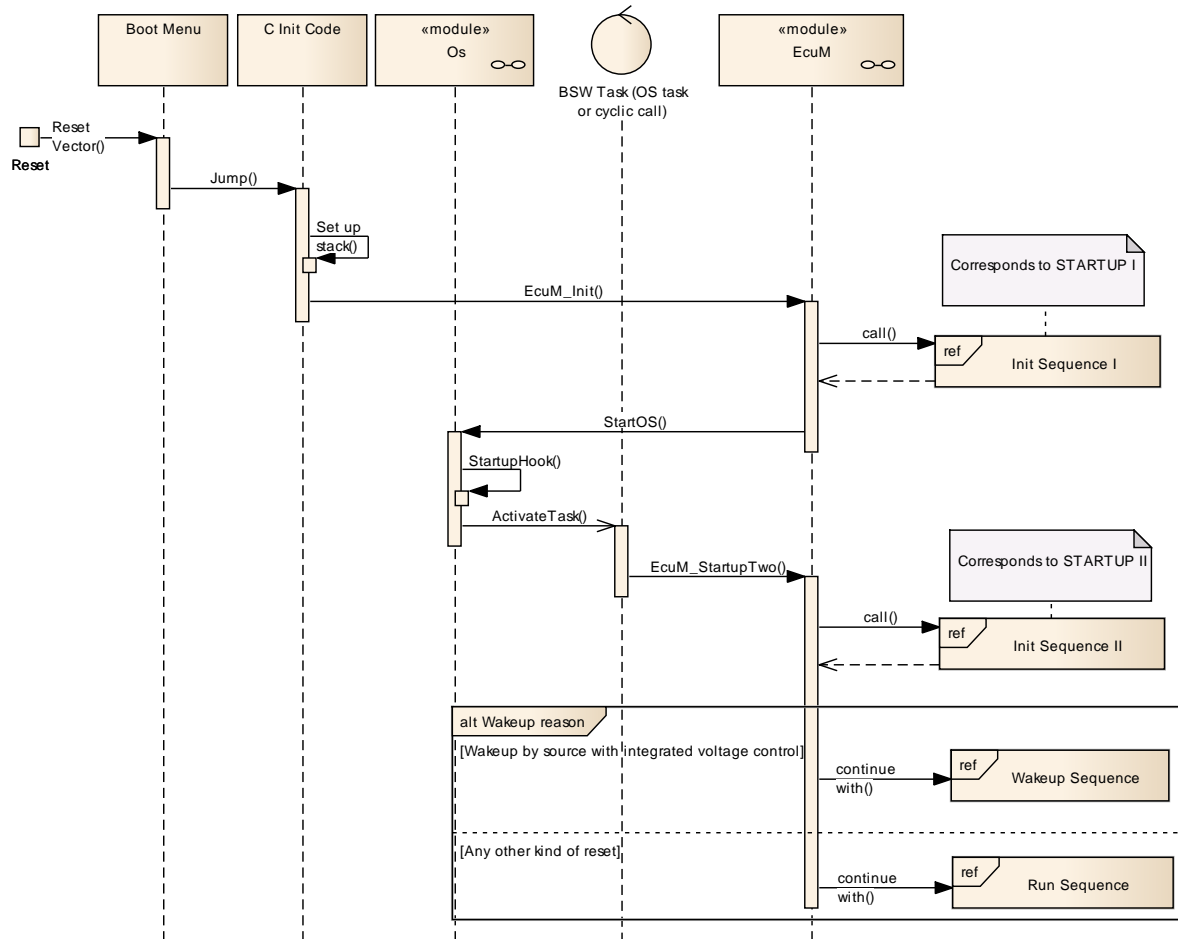 Boot Menu
C Init Code
«module»
Os
«module»
EcuM
BSW Task (OS task
or cyclic call)
Reset
Vector()
Reset
Jump()
Set up
stack()
Corresponds to STARTUP I
EcuM_Init()
call()
ref
Init Sequence I
StartOS()
StartupHook()
ActivateTask()
Corresponds to STARTUP II
EcuM_StartupTwo()
call()
ref
Init Sequence II
alt Wakeup reason
[Wakeup by source with integrated voltage control]
continue
with()
ref
Wakeup Sequence
[Any other kind of reset]
continue
with()
ref
Run Sequence